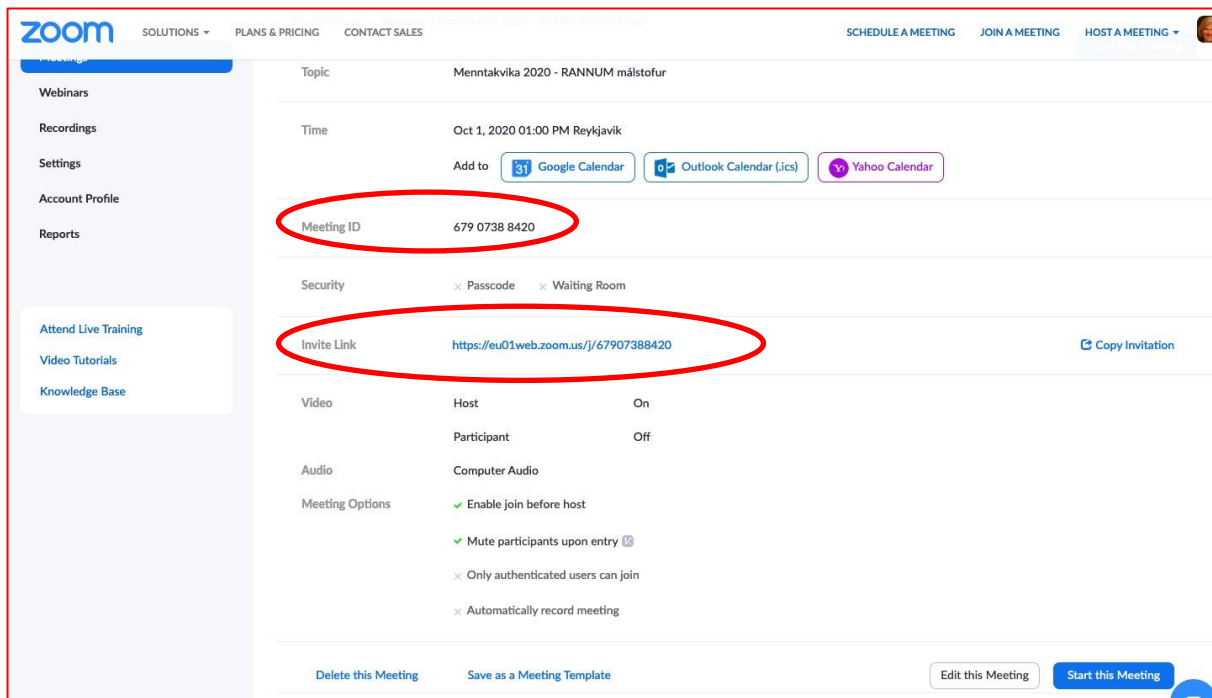 zoom SOLUTIONS PLANS & PRICING CONTACT SALES SCHEDULE A MEETING JOIN A MEETING HOST A MEETING
Meetings
Webinars
Recordings
Settings
Account Profile
Reports
Attend Live Training
Video Tutorials
Knowledge Base
Topic Menntakvika 2020 - RANNUM málstofur
Time Oct 1, 2020 01:00 PM Reykjavik
Add to 31 Google Calendar Outlook Calendar (.ics) Yahoo Calendar
Meeting ID 679 0738 8420
Security × Passcode × Waiting Room
Invite Link https://eu01web.zoom.us/j/67907388420 Copy Invitation
Video Host On
Participant Off
Audio Computer Audio
Meeting Options ✓ Enable join before host
✓ Mute participants upon entry
× Only authenticated users can join
× Automatically record meeting
Delete this Meeting Save as a Meeting Template Edit this Meeting Start this Meeting